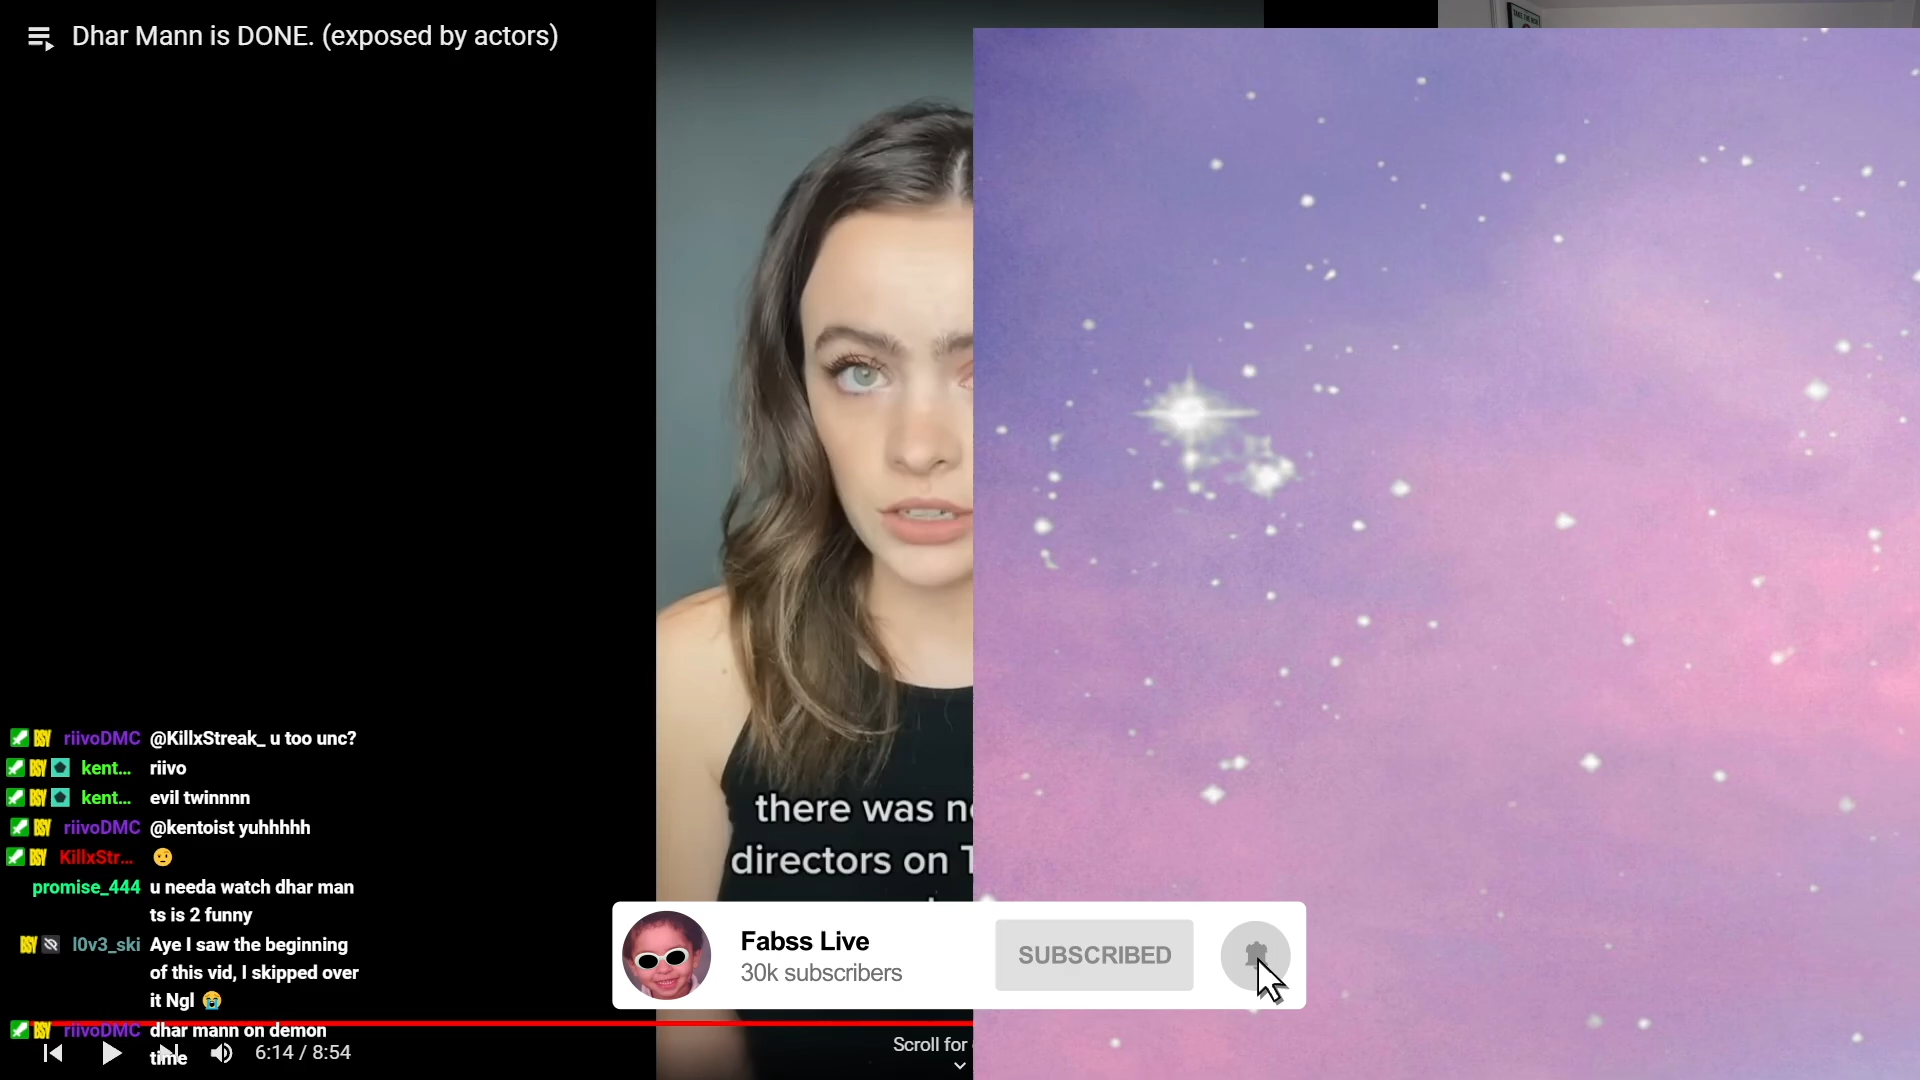 Dhar Mann is DONE. (exposed by actors)
riivoDMC @KillxStreak_ u too unc?
kent... riivo
kent... evil twinnnn
riivoDMC @kentoist yuhhhhh
KillxStr...
promise_444 u needa watch dhar man
ts is 2 funny
l0v3_ski Aye I saw the beginning
of this vid, I skipped over
it Ngl 😭
riivoDMC dhar mann on demon
time
6:14 / 8:54
there was
directors on
Fabss Live
30k subscribers
SUBSCRIBED
Scroll for